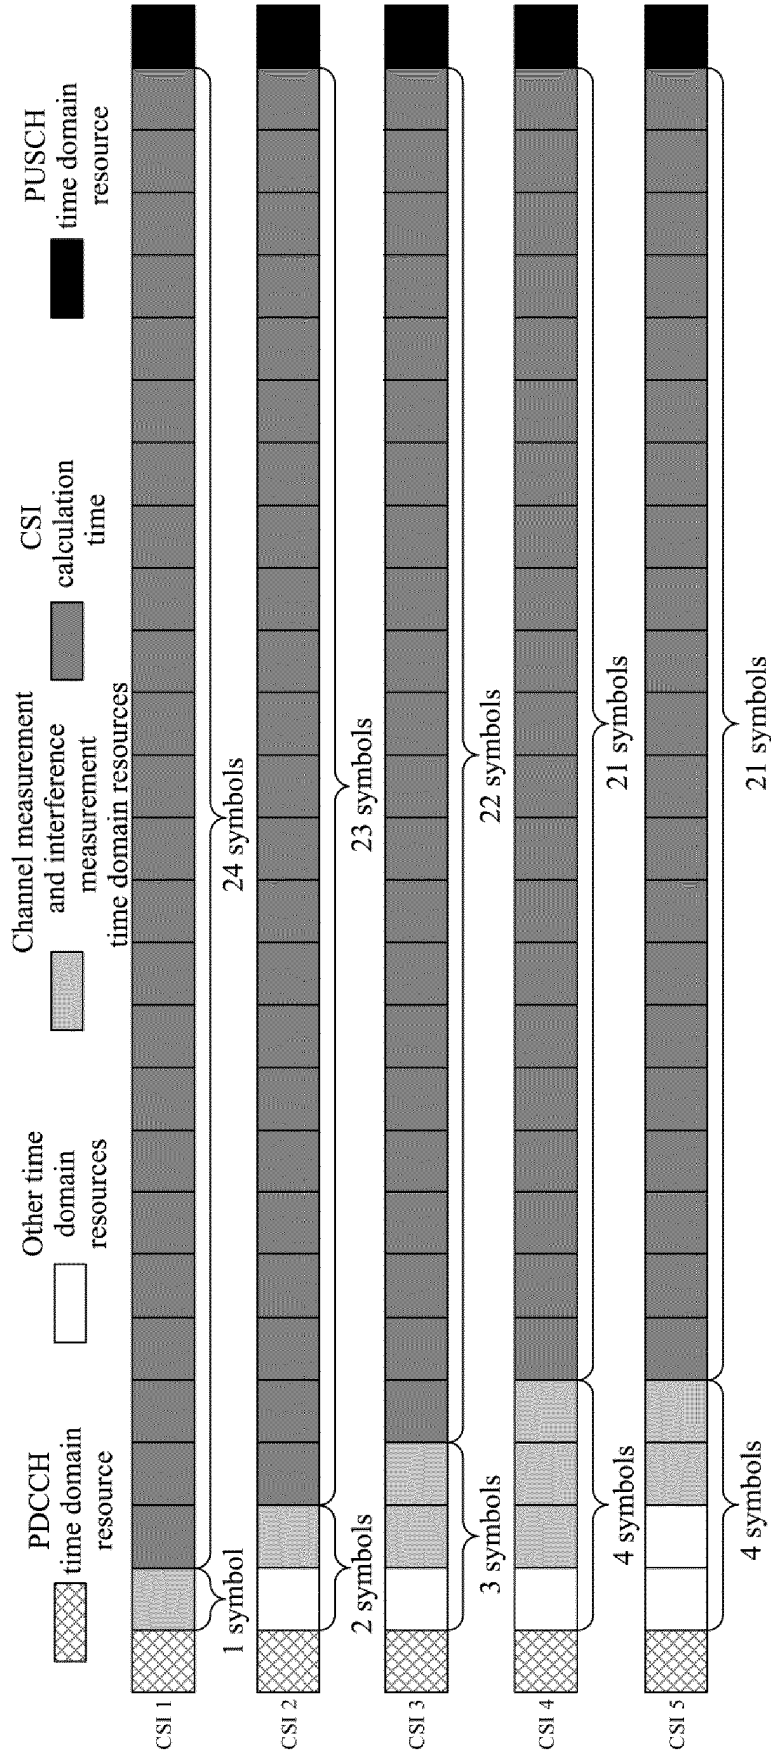 PDCCH
time domain
resource
Other time
domain
resources
Channel measurement
and interference
measurement
time domain resources
CSI
calculation
time
PUSCH
time domain
resource
CSI 1
1 symbol
24 symbols
CSI 2
2 symbols
23 symbols
CSI 3
3 symbols
22 symbols
CSI 4
4 symbols
21 symbols
CSI 5
4 symbols
21 symbols